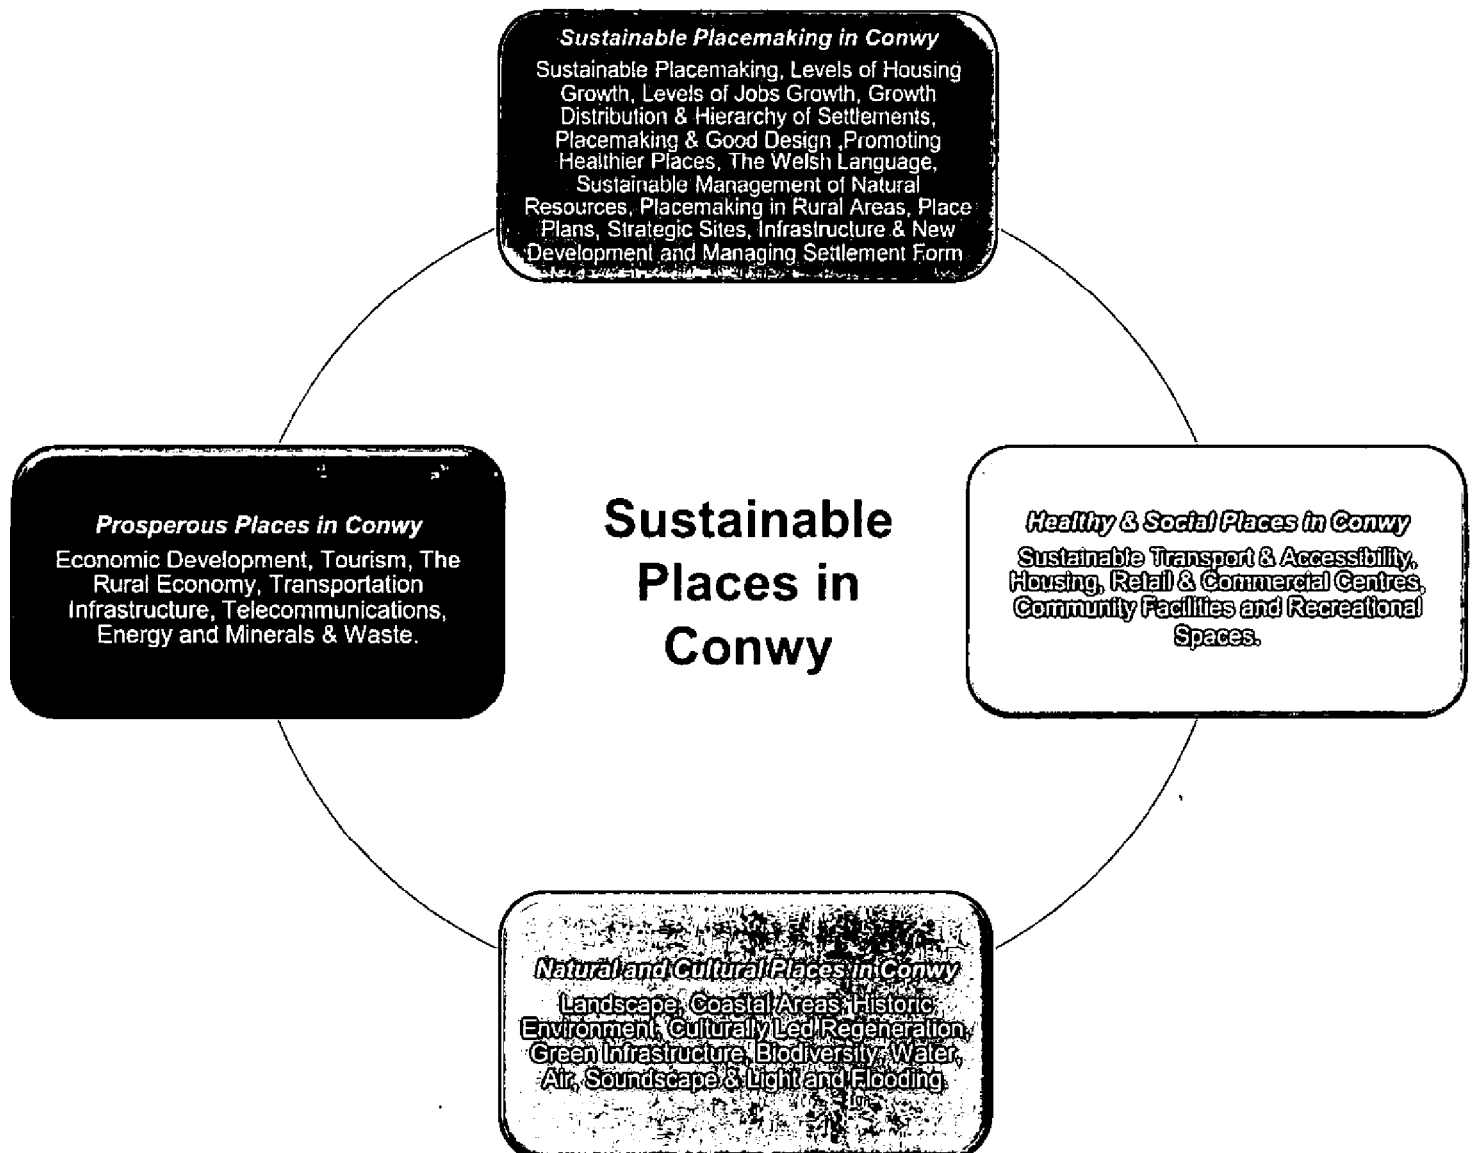 Sustainable Placemaking in Conwy
Sustainable Placemaking, Levels of Housing
Growth, Levels of Jobs Growth, Growth
Distribution & Hierarchy of Settlements,
Placemaking & Good Design ,Promoting
Healthier Places, The Welsh Language,
Sustainable Management of Natural
Resources, Placemaking in Rural Areas, Place
Plans, Strategic Sites, Infrastructure & New
Development and Managing Settlement Form
Prosperous Places in Conwy
Economic Development, Tourism, The
Rural Economy, Transportation
Infrastructure, Telecommunications,
Energy and Minerals & Waste.
Sustainable
Places in
Conwy
Healthy & Social Places in Conwy
Sustainable Transport & Accessibility,
Housing, Retail & Commercial Centres,
Community Facilities and Recreational
Spaces.
Natural and Cultural Places in Conwy
Landscape, Coastal Areas, Historic
Environment, Culturally Led Regeneration,
Green Infrastructure, Biodiversity, Water,
Air, Soundscape & Light and Flooding